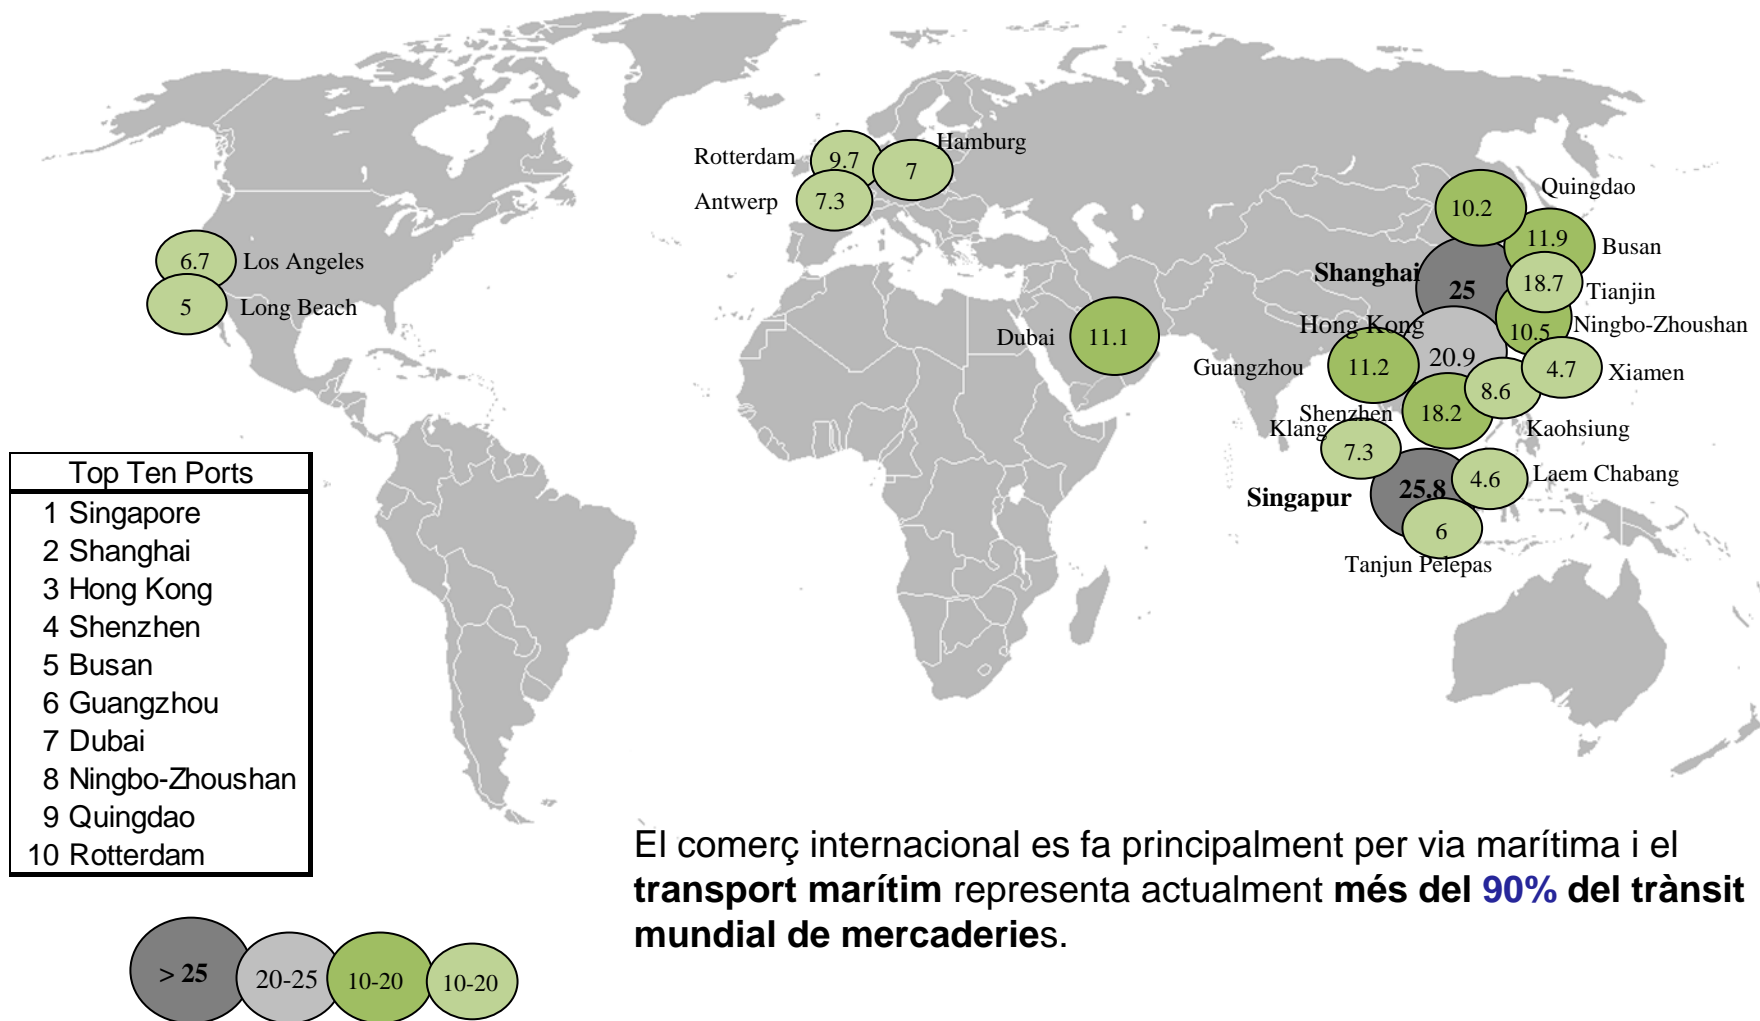 Rotterdam
9.7
Hamburg
7
Antwerp
7.3
Quingdao
10.2
11.9
Busan
6.7 Los Angeles
Shanghai
25
18.7
Tianjin
5
Long Beach
Dubai
11.1
Hong Kong
10.5
Ningbo-Zhoushan
Guangzhou
11.2
20.9
4.7
Xiamen
8.6
Shenzhen
18.2
Kaohsiung
Klang
7.3
Laem Chabang
4.6
Singapur
25.8
6
Tanjun Pelepas
Top Ten Ports
1 Singapore
2 Shanghai
3 Hong Kong
4 Shenzhen
5 Busan
6 Guangzhou
7 Dubai
8 Ningbo-Zhoushan
9 Quingdao
10 Rotterdam
El comerç internacional es fa principalment per via marítima i el
transport marítim representa actualment més del 90% del trànsit
mundial de mercaderies.
> 25
20-25
10-20
10-20